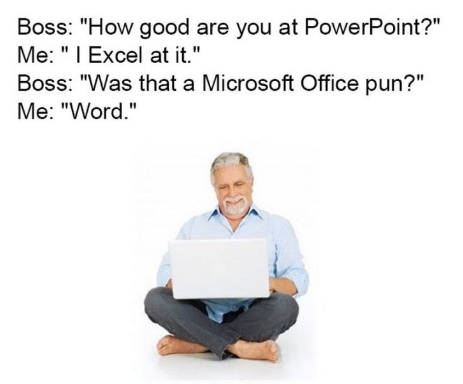 Boss: "How good are you at PowerPoint?"
Me: " I Excel at it."
Boss: "Was that a Microsoft Office pun?"
Me: "Word."